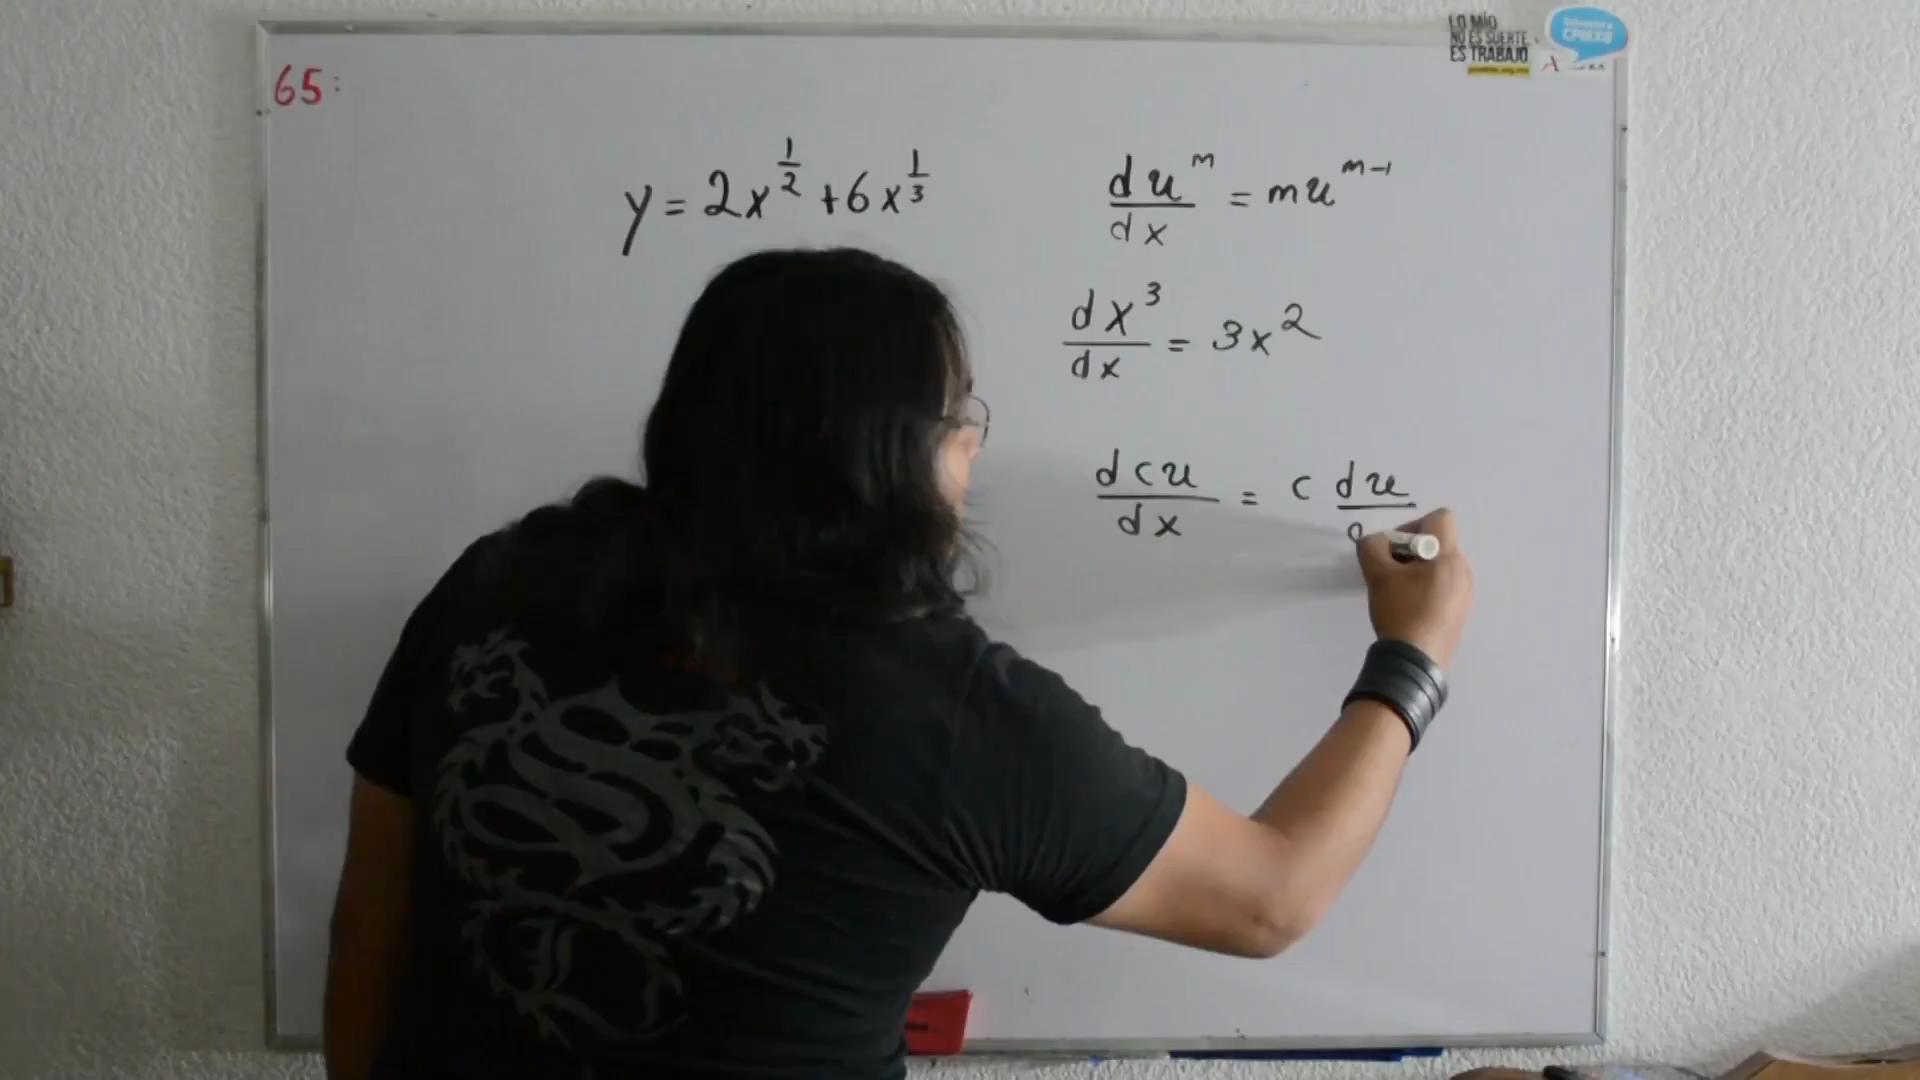 65:
y = 2x^{1/2} + 6x^{1/3}
du^m/dx = mu^{m-1}
dx^3/dx = 3x^2
dcu/dx = c du/
LO MÍO
NO ES SUERTE,
ES TRABAJO